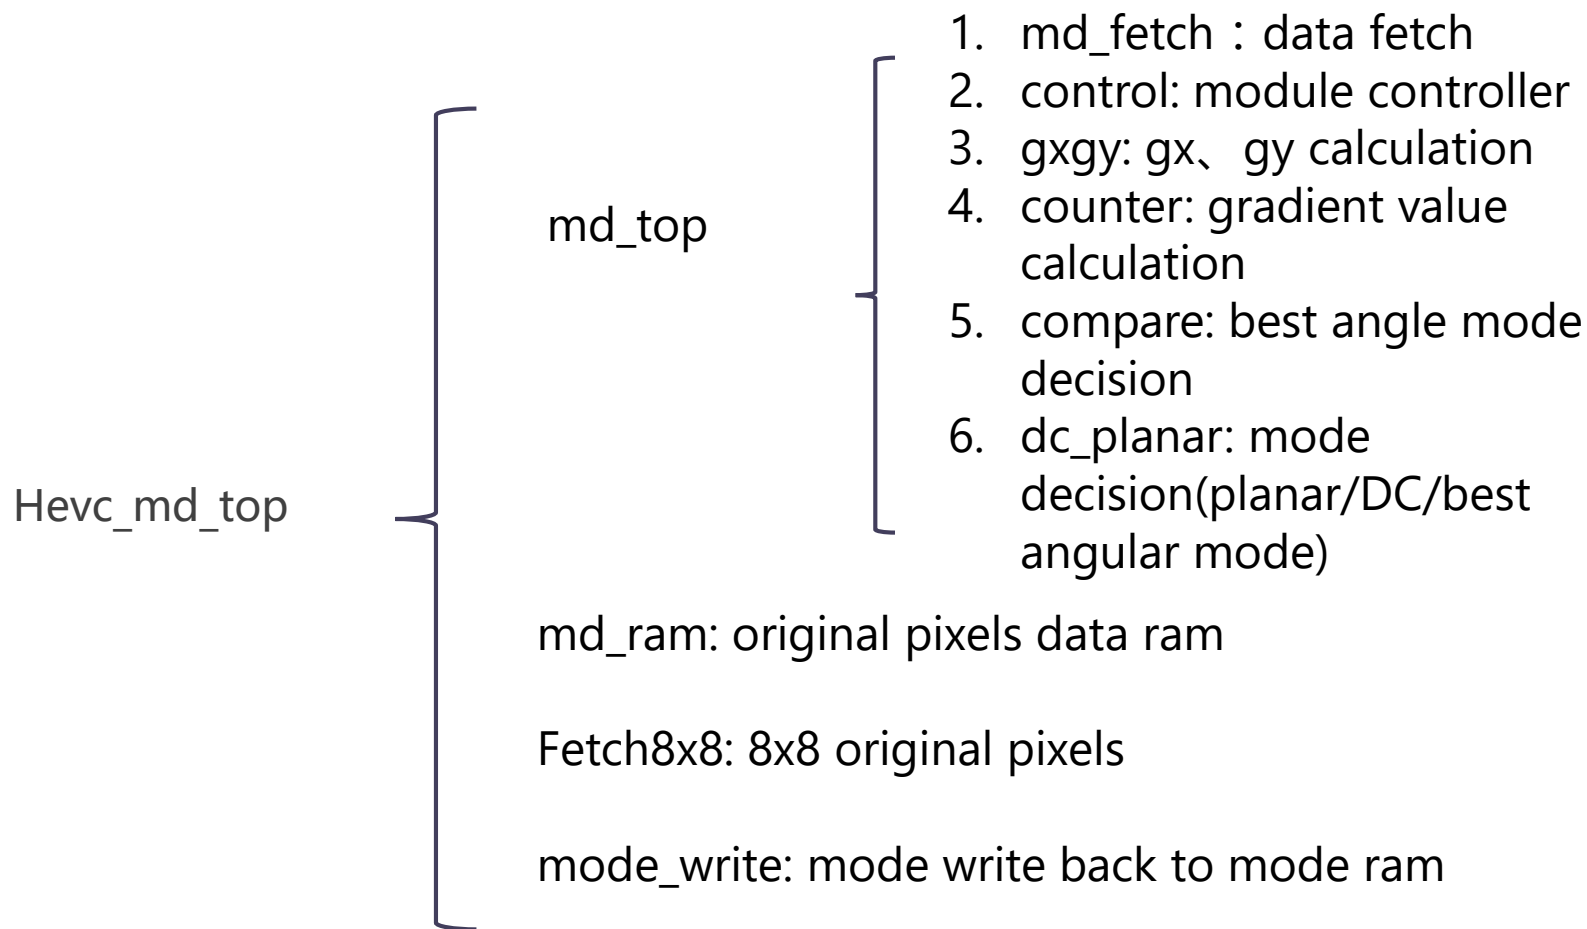 1. md_fetch：data fetch
2. control: module controller
3. gxgy: gx、gy calculation
4. counter: gradient value
calculation
5. compare: best angle mode
decision
6. dc_planar: mode
decision(planar/DC/best
angular mode)
md_top
Hevc_md_top
md_ram: original pixels data ram
Fetch8x8: 8x8 original pixels
mode_write: mode write back to mode ram